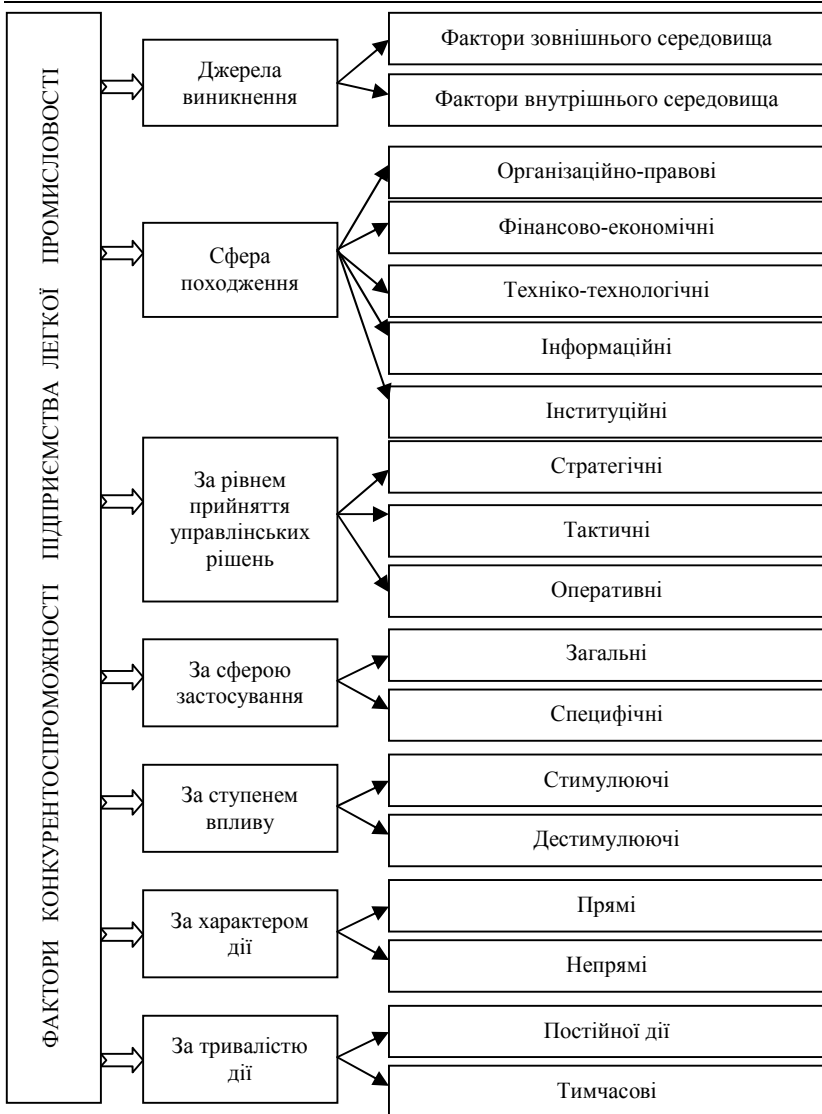 ФАКТОРИ КОНКУРЕНТОСПРОМОЖНОСТІ ПІДПРИЄМСТВА ЛЕГКОЇ ПРОМИСЛОВОСТІ
Джерела
виникнення
Фактори зовнішнього середовища
Фактори внутрішнього середовища
Сфера
походження
Організаційно-правові
Фінансово-економічні
Техніко-технологічні
Інформаційні
Інституційні
За рівнем
прийняття
управлінських
рішень
Стратегічні
Тактичні
Оперативні
За сферою
застосування
Загальні
Специфічні
За ступенем
впливу
Стимулюючі
Дестимулюючі
За характером
дії
Прямі
Непрямі
За тривалістю
дії
Постійної дії
Тимчасові